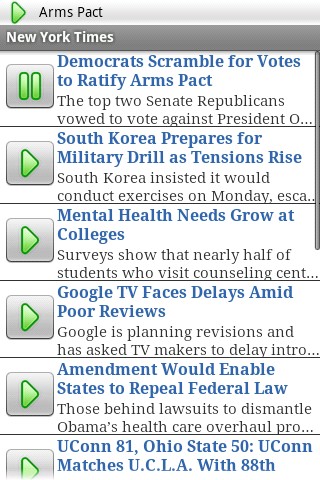 Arms Pact
New York Times
Democrats Scramble for Votes
to Ratify Arms Pact
The top two Senate Republicans
vowed to vote against President O...
South Korea Prepares for
Military Drill as Tensions Rise
South Korea insisted it would
conduct exercises on Monday, esca...
Mental Health Needs Grow at
Colleges
Surveys show that nearly half of
students who visit counseling cent...
Google TV Faces Delays Amid
Poor Reviews
Google is planning revisions and
has asked TV makers to delay intro...
Amendment Would Enable
States to Repeal Federal Law
Those behind lawsuits to dismantle
Obama's health care overhaul pro...
UConn 81, Ohio State 50: UConn
Matches U.C.L.A. With 88th